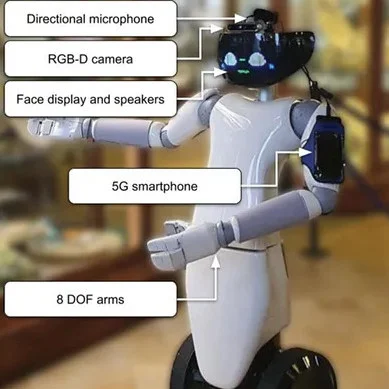 Directional microphone
RGB-D camera
Face display and speakers
5G smartphone
8 DOF arms